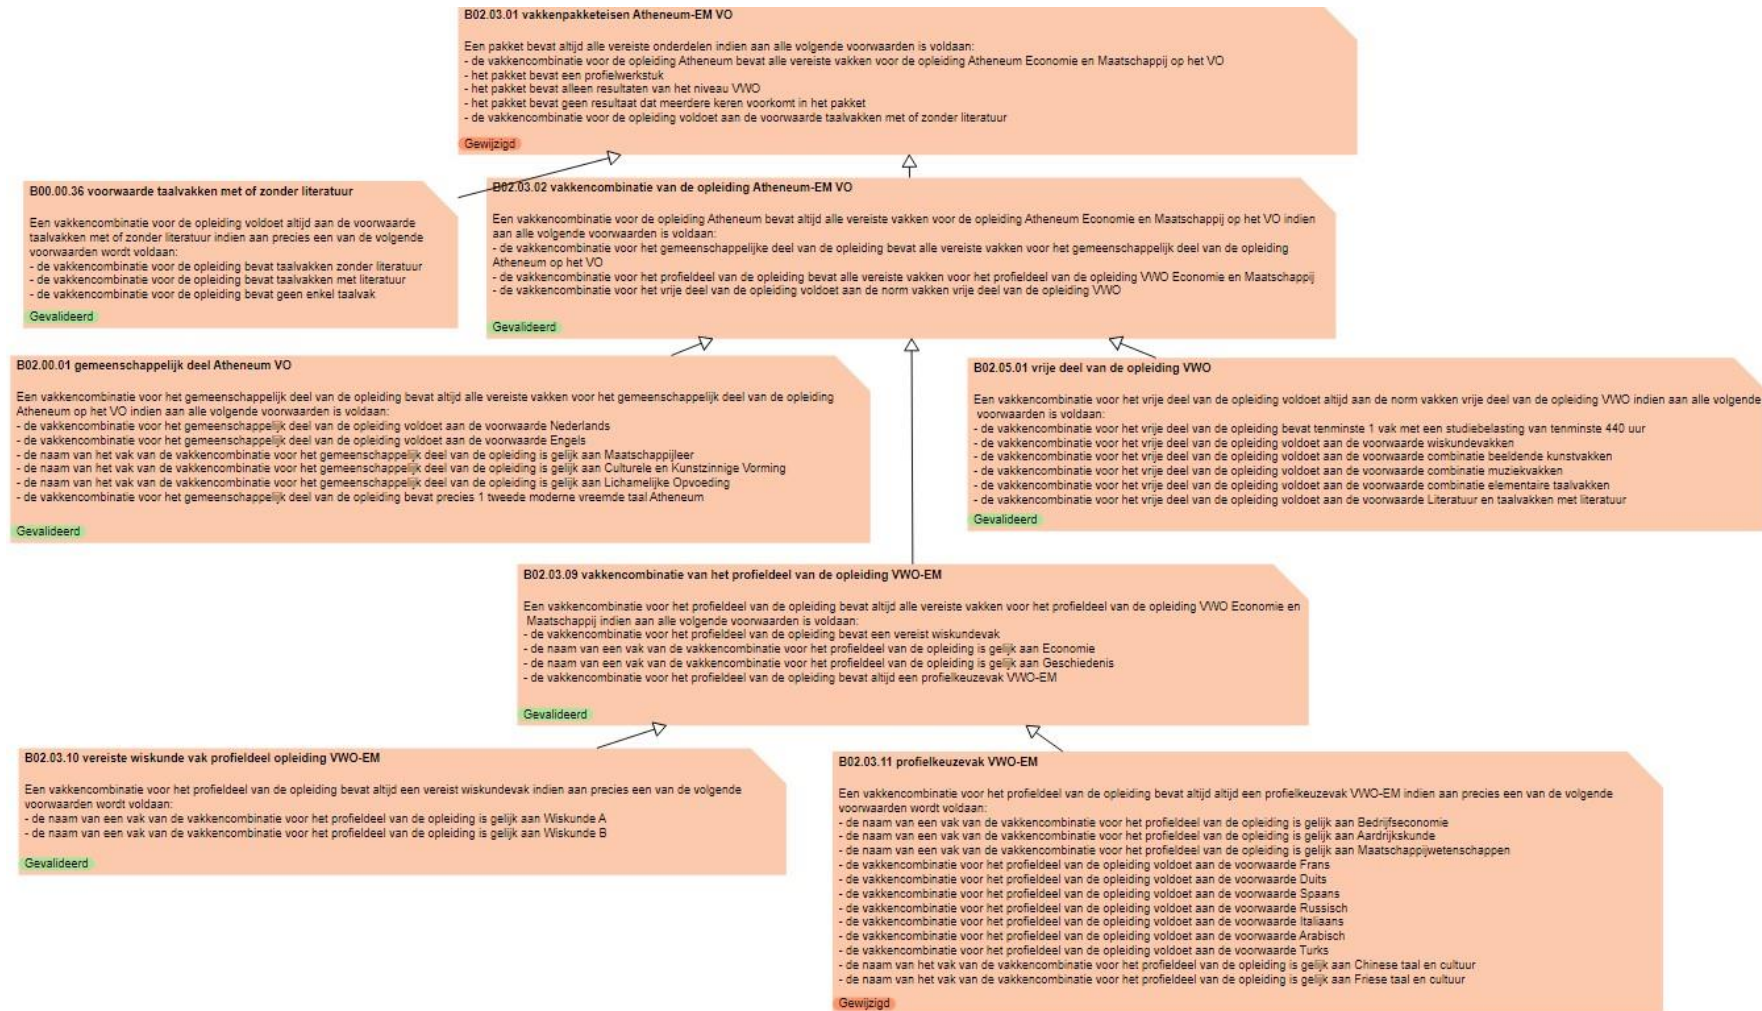 B02.03.01 vakkenpakketeisen Atheneum-EM VO
Een pakket bevat altijd alle vereiste onderdelen indien aan alle volgende voorwaarden is voldaan:
- de vakkencombinatie voor de opleiding Atheneum bevat alle vereiste vakken voor de opleiding Atheneum Economie en Maatschappij op het VO
- het pakket bevat een profielwerkstuk
- het pakket bevat alleen resultaten van het niveau VWO
- het pakket bevat geen resultaat dat meerdere keren voorkomt in het pakket
- de vakkencombinatie voor de opleiding voldoet aan de voorwaarde taalvakken met of zonder literatuur
Gewijzigd
B00.00.36 voorwaarde taalvakken met of zonder literatuur
Een vakkencombinatie voor de opleiding voldoet altijd aan de voorwaarde
taalvakken met of zonder literatuur indien aan precies een van de volgende
voorwaarden wordt voldaan:
- de vakkencombinatie voor de opleiding bevat taalvakken zonder literatuur
- de vakkencombinatie voor de opleiding bevat taalvakken met literatuur
- de vakkencombinatie voor de opleiding bevat geen enkel taalvak
Gevalideerd
B02.03.02 vakkencombinatie van de opleiding Atheneum-EM VO
Een vakkencombinatie voor de opleiding Atheneum bevat altijd alle vereiste vakken voor de opleiding Atheneum Economie en Maatschappij op het VO indien
aan alle volgende voorwaarden is voldaan:
- de vakkencombinatie voor het gemeenschappelijke deel van de opleiding bevat alle vereiste vakken voor het gemeenschappelijk deel van de opleiding
Atheneum op het VO
- de vakkencombinatie voor het profieldeel van de opleiding bevat alle vereiste vakken voor het profieldeel van de opleiding VWO Economie en Maatschappij
- de vakkencombinatie voor het vrije deel van de opleiding voldoet aan de norm vakken vrije deel van de opleiding VWO
Gevalideerd
B02.00.01 gemeenschappelijk deel Atheneum VO
Een vakkencombinatie voor het gemeenschappelijk deel van de opleiding bevat altijd alle vereiste vakken voor het gemeenschappelijk deel van de opleiding
Atheneum op het VO indien aan alle volgende voorwaarden is voldaan:
- de vakkencombinatie voor het gemeenschappelijk deel van de opleiding voldoet aan de voorwaarde Nederlands
- de vakkencombinatie voor het gemeenschappelijk deel van de opleiding voldoet aan de voorwaarde Engels
- de naam van het vak van de vakkencombinatie voor het gemeenschappelijk deel van de opleiding is gelijk aan Maatschappijleer
- de naam van het vak van de vakkencombinatie voor het gemeenschappelijk deel van de opleiding is gelijk aan Culturele en Kunstzinnige Vorming
- de naam van het vak van de vakkencombinatie voor het gemeenschappelijk deel van de opleiding is gelijk aan Lichamelijke Opvoeding
- de vakkencombinatie voor het gemeenschappelijk deel van de opleiding bevat precies 1 tweede moderne vreemde taal Atheneum
Gevalideerd
B02.05.01 vrije deel van de opleiding VWO
Een vakkencombinatie voor het vrije deel van de opleiding voldoet altijd aan de norm vakken vrije deel van de opleiding VWO indien aan alle volgende
voorwaarden is voldaan:
- de vakkencombinatie voor het vrije deel van de opleiding bevat tenminste 1 vak met een studiebelasting van tenminste 440 uur
- de vakkencombinatie voor het vrije deel van de opleiding voldoet aan de voorwaarde wiskundevakken
- de vakkencombinatie voor het vrije deel van de opleiding voldoet aan de voorwaarde combinatie beeldende kunstvakken
- de vakkencombinatie voor het vrije deel van de opleiding voldoet aan de voorwaarde combinatie muziekvakken
- de vakkencombinatie voor het vrije deel van de opleiding voldoet aan de voorwaarde combinatie elementaire taalvakken
- de vakkencombinatie voor het vrije deel van de opleiding voldoet aan de voorwaarde Literatuur en taalvakken met literatuur
Gevalideerd
B02.03.09 vakkencombinatie van het profieldeel van de opleiding VWO-EM
Een vakkencombinatie voor het profieldeel van de opleiding bevat altijd alle vereiste vakken voor het profieldeel van de opleiding VWO Economie en
Maatschappij indien aan alle volgende voorwaarden is voldaan:
- de vakkencombinatie voor het profieldeel van de opleiding bevat een vereist wiskundevak
- de naam van een vak van de vakkencombinatie voor het profieldeel van de opleiding is gelijk aan Economie
- de naam van een vak van de vakkencombinatie voor het profieldeel van de opleiding is gelijk aan Geschiedenis
- de vakkencombinatie voor het profieldeel van de opleiding bevat altijd een profielkeuzevak VWO-EM
Gevalideerd
B02.03.10 vereiste wiskunde vak profieldeel opleiding VWO-EM
Een vakkencombinatie voor het profieldeel van de opleiding bevat altijd een vereist wiskundevak indien aan precies een van de volgende
voorwaarden wordt voldaan:
- de naam van een vak van de vakkencombinatie voor het profieldeel van de opleiding is gelijk aan Wiskunde A
- de naam van een vak van de vakkencombinatie voor het profieldeel van de opleiding is gelijk aan Wiskunde B
Gevalideerd
B02.03.11 profielkeuzevak VWO-EM
Een vakkencombinatie voor het profieldeel van de opleiding bevat altijd altijd een profielkeuzevak VWO-EM indien aan precies een van de volgende
voorwaarden wordt voldaan:
- de naam van een vak van de vakkencombinatie voor het profieldeel van de opleiding is gelijk aan Bedrijfseconomie
- de naam van een vak van de vakkencombinatie voor het profieldeel van de opleiding is gelijk aan Aardrijkskunde
- de naam van een vak van de vakkencombinatie voor het profieldeel van de opleiding is gelijk aan Maatschappijwetenschappen
- de vakkencombinatie voor het profieldeel van de opleiding voldoet aan de voorwaarde Frans
- de vakkencombinatie voor het profieldeel van de opleiding voldoet aan de voorwaarde Duits
- de vakkencombinatie voor het profieldeel van de opleiding voldoet aan de voorwaarde Spaans
- de vakkencombinatie voor het profieldeel van de opleiding voldoet aan de voorwaarde Russisch
- de vakkencombinatie voor het profieldeel van de opleiding voldoet aan de voorwaarde Italiaans
- de vakkencombinatie voor het profieldeel van de opleiding voldoet aan de voorwaarde Arabisch
- de vakkencombinatie voor het profieldeel van de opleiding voldoet aan de voorwaarde Turks
- de naam van het vak van de vakkencombinatie voor het profieldeel van de opleiding is gelijk aan Chinese taal en cultuur
- de naam van het vak van de vakkencombinatie voor het profieldeel van de opleiding is gelijk aan Friese taal en cultuur
Gewijzigd